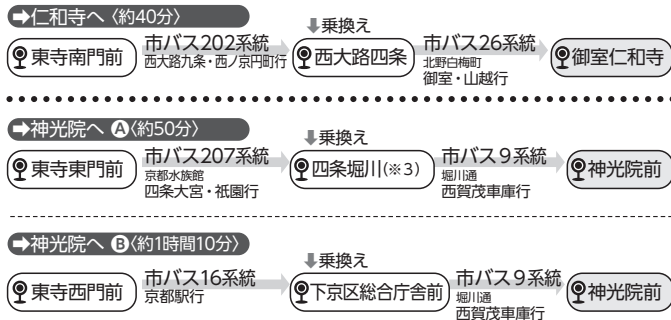 ➡仁和寺へ〈約40分〉
⬇乗換え
東寺南門前
市バス202系統
西大路九条・西ノ京円町行
西大路四条
市バス26系統
北野白梅町
御室・山越行
御室仁和寺
➡神光院へ Ⓐ〈約50分〉
⬇乗換え
東寺東門前
市バス207系統
京都水族館
四条大宮・祇園行
四条堀川(※3)
市バス9系統
堀川通
西賀茂車庫行
神光院前
➡神光院へ Ⓑ〈約1時間10分〉
⬇乗換え
東寺西門前
市バス16系統
京都駅行
下京区総合庁舎前
市バス9系統
堀川通
西賀茂車庫行
神光院前